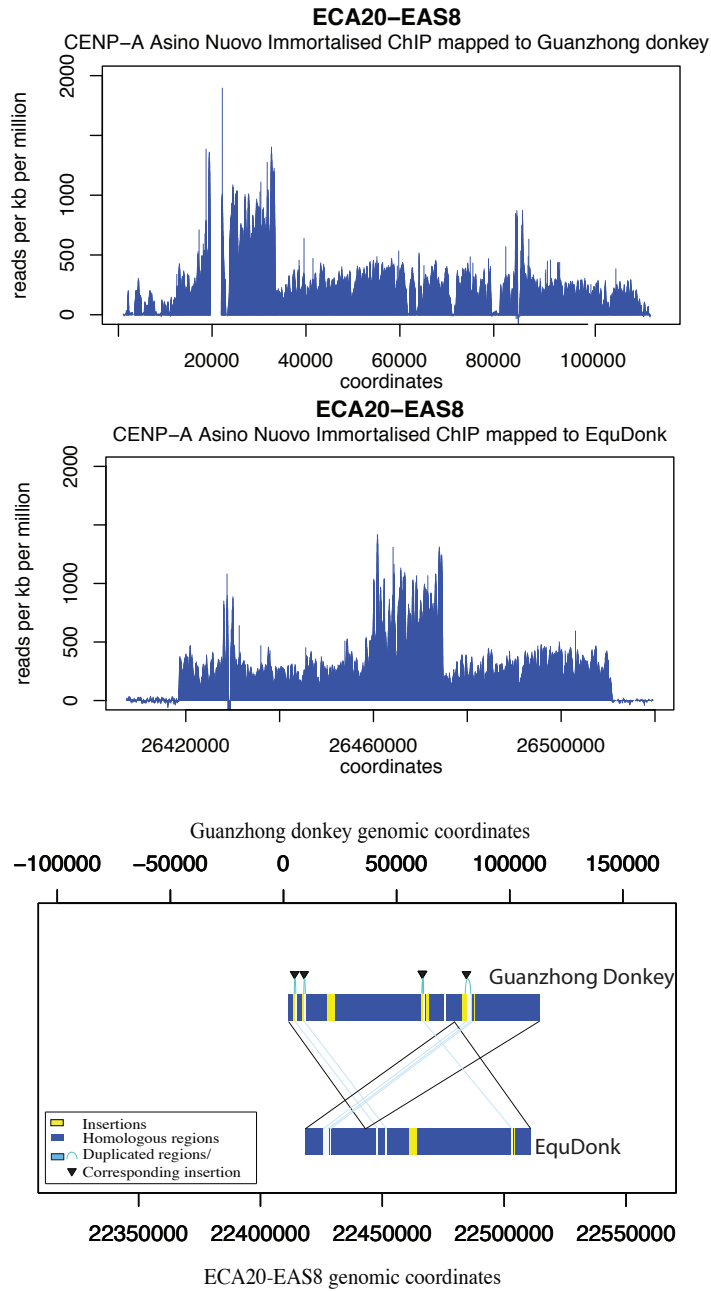 ECA20−EAS8
CENP−A Asino Nuovo Immortalised ChIP mapped to Guanzhong donkey
reads per kb per million
2000
1000
500
0
20000 40000 60000 80000 100000
coordinates
ECA20−EAS8
CENP−A Asino Nuovo Immortalised ChIP mapped to EquDonk
reads per kb per million
2000
1000
500
0
26420000 26460000 26500000
coordinates
Guanzhong donkey genomic coordinates
−100000 −50000 0 50000 100000 150000
Guanzhong Donkey
EquDonk
Insertions
Homologous regions
Duplicated regions/
Corresponding insertion
22350000 22400000 22450000 22500000 22550000
ECA20-EAS8 genomic coordinates